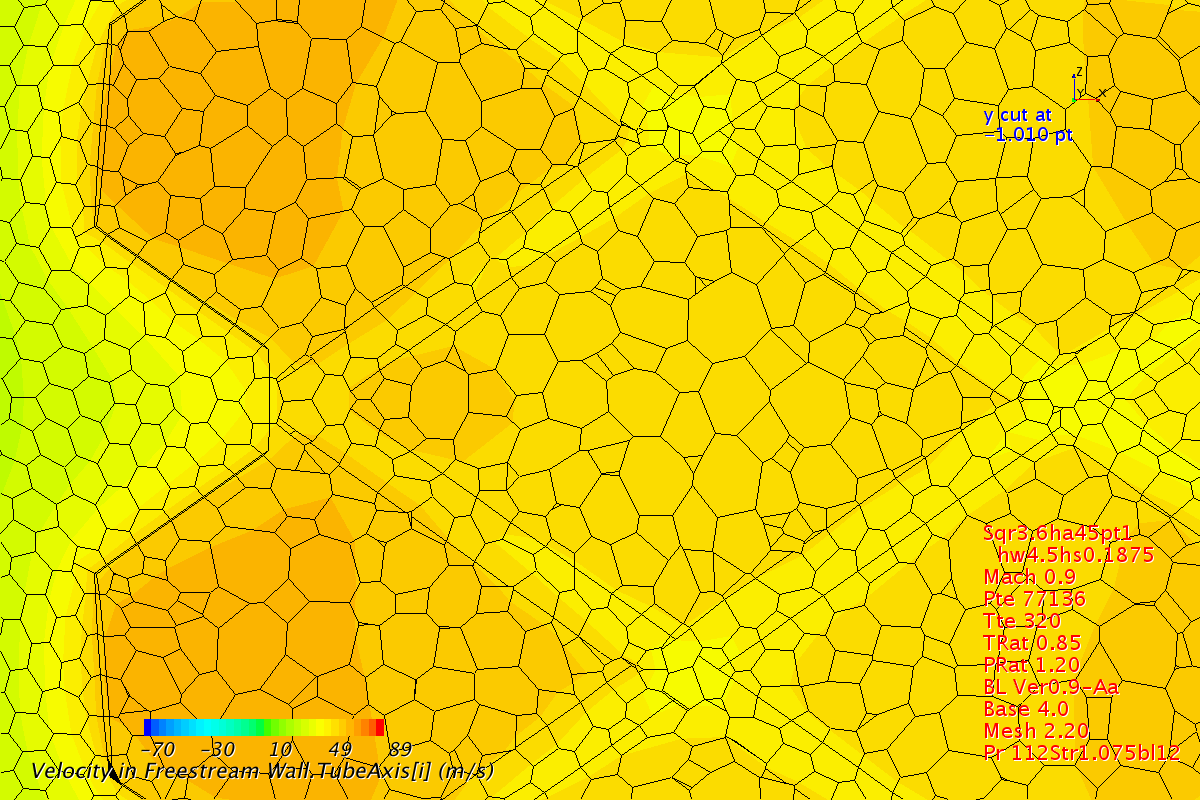 Z
Y X
y cut at
=1.010 pt
Sqr3.6ha45pt1
hw4.5hs0.1875
Mach 0.9
Pte 77136
Tte 320
TRat 0.85
PRat 1.20
BL Ver0.9-Aa
Base 4.0
Mesh 2.20
Pr 112Str1.075bl12
-70 -30 10 49 89
Velocity in Freestream Wall.TubeAxis[i] (m/s)